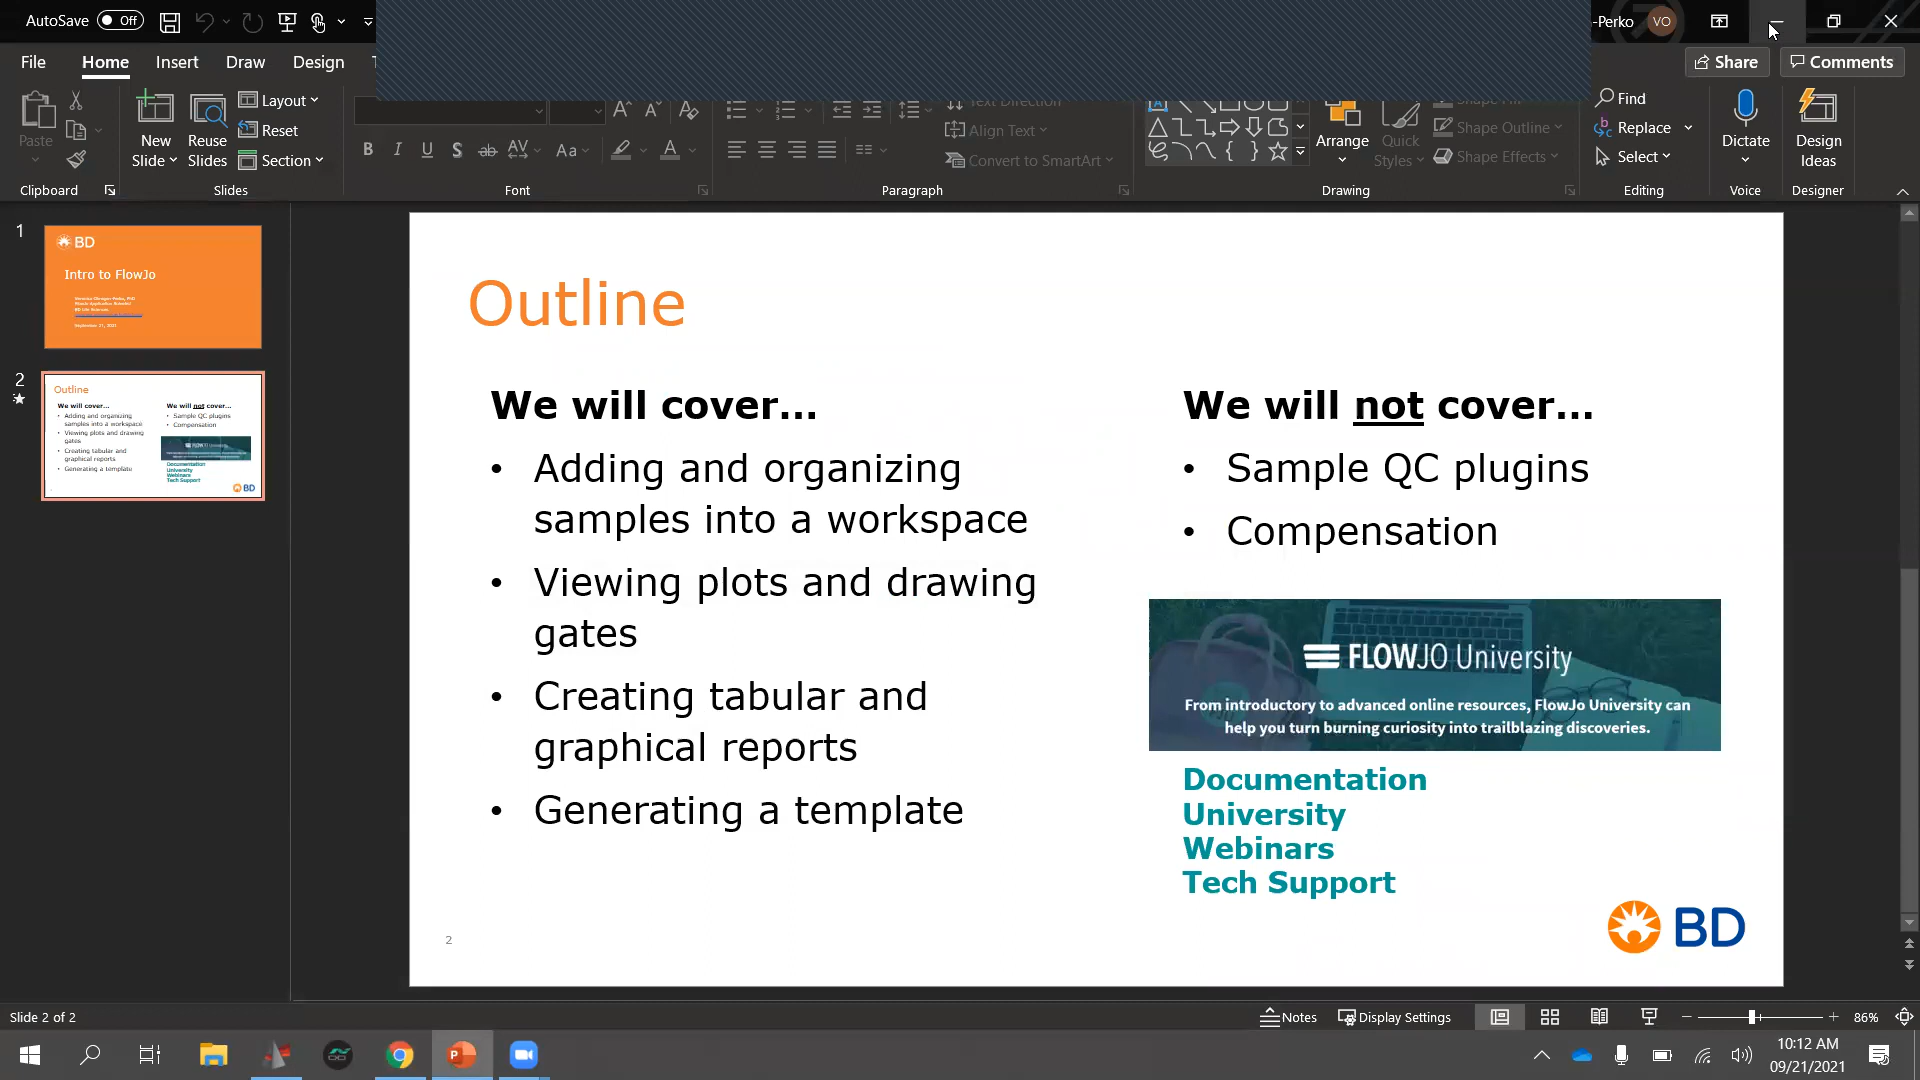 AutoSave Off
-Perko VO
File Home Insert Draw Design
Share Comments
Paste
Clipboard
New Slide
Reuse Slides
Layout
Reset
Section
Slides
Aa
Font
Text Direction
Align Text
Convert to SmartArt
Paragraph
Arrange
Quick Styles
Shape Fill
Shape Outline
Shape Effects
Drawing
Find
Replace
Select
Editing
Dictate
Voice
Design Ideas
Designer
1
BD
Intro to FlowJo
September 21, 2021
2
Outline
We will cover...
Adding and organizing
samples into a workspace
Viewing plots and drawing
gates
Creating tabular and
graphical reports
Generating a template
We will not cover...
Sample QC plugins
Compensation
Documentation
University
Webinars
Tech Support
BD
Outline
We will cover...
• Adding and organizing
samples into a workspace
• Viewing plots and drawing
gates
• Creating tabular and
graphical reports
• Generating a template
We will not cover...
• Sample QC plugins
• Compensation
FLOWJO University
From introductory to advanced online resources, FlowJo University can
help you turn burning curiosity into trailblazing discoveries.
Documentation
University
Webinars
Tech Support
2
BD
Slide 2 of 2
Notes Display Settings 86%
10:12 AM
09/21/2021